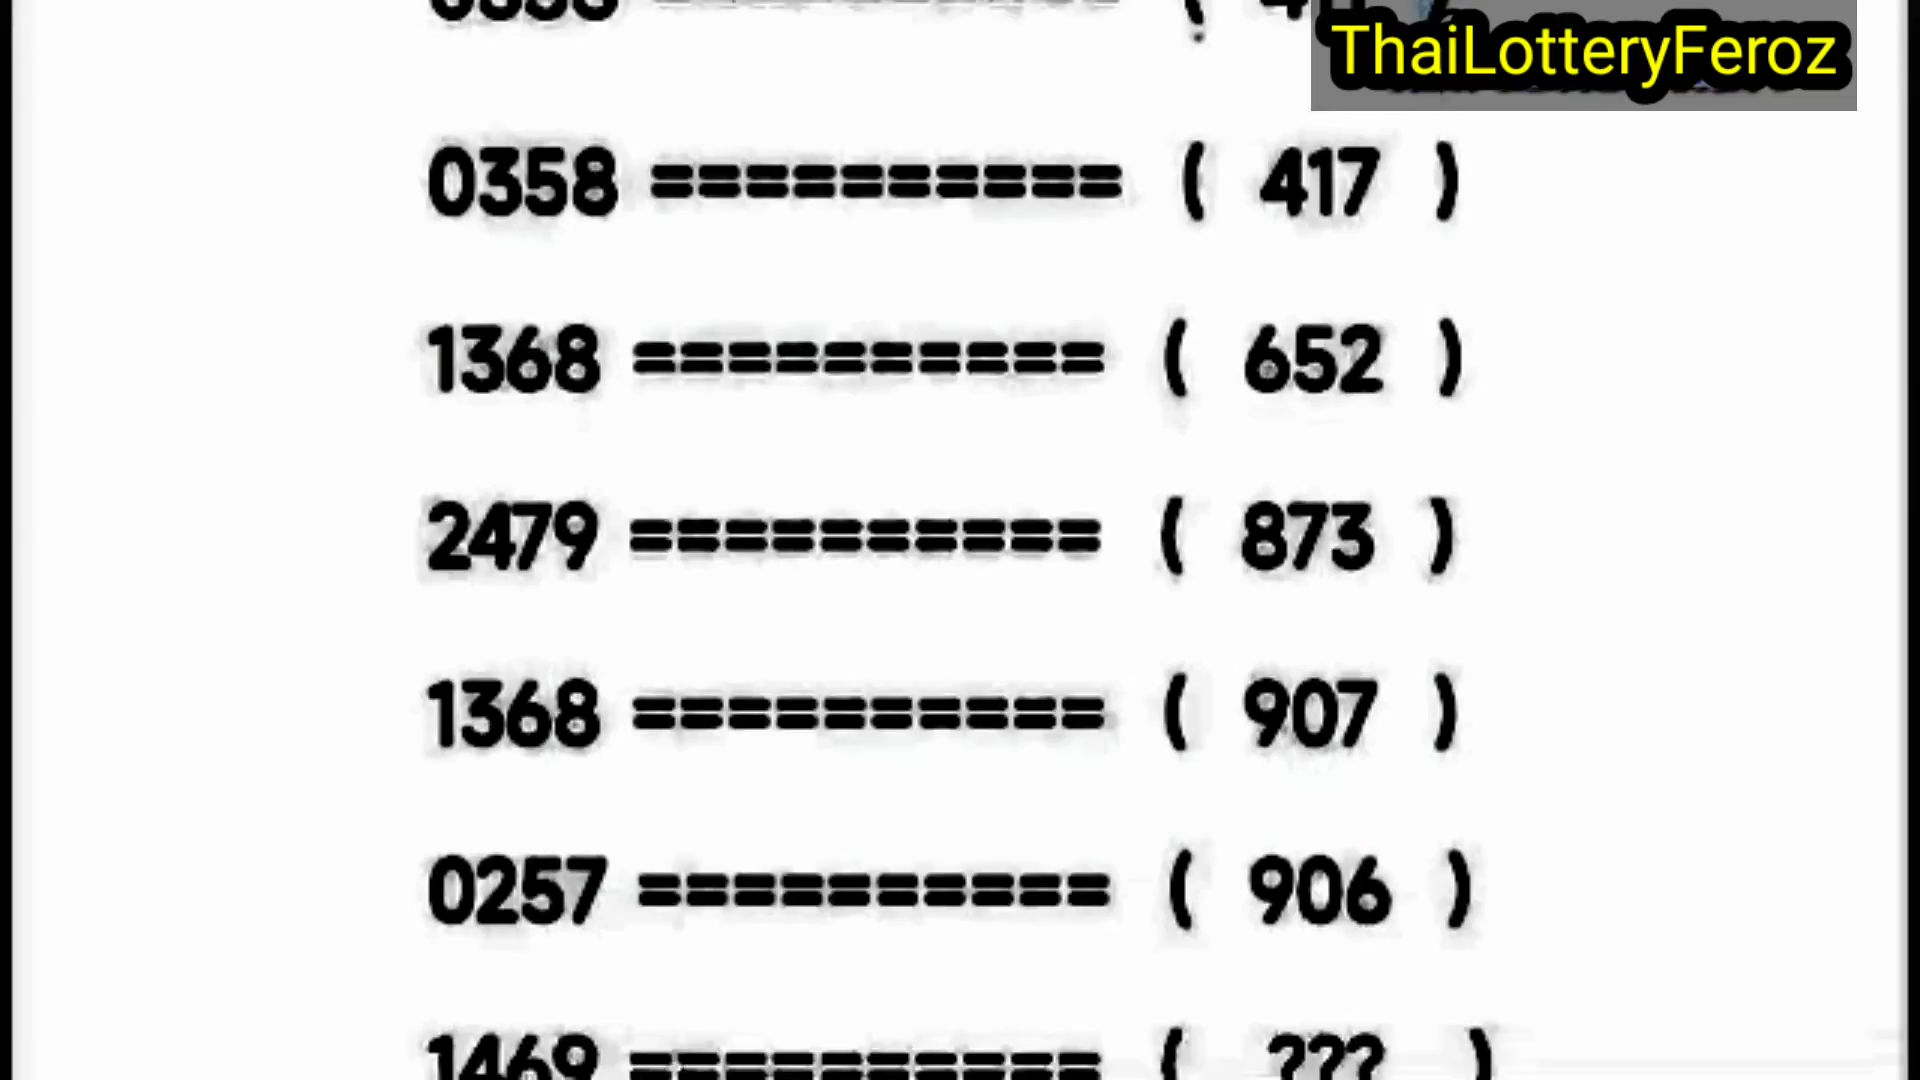 ThaiLotteryFeroz
0358 ========== ( 417 )
1368 ========== ( 652 )
2479 ========== ( 873 )
1368 ========== ( 907 )
0257 ========== ( 906 )
1469 ========== ( ??? )